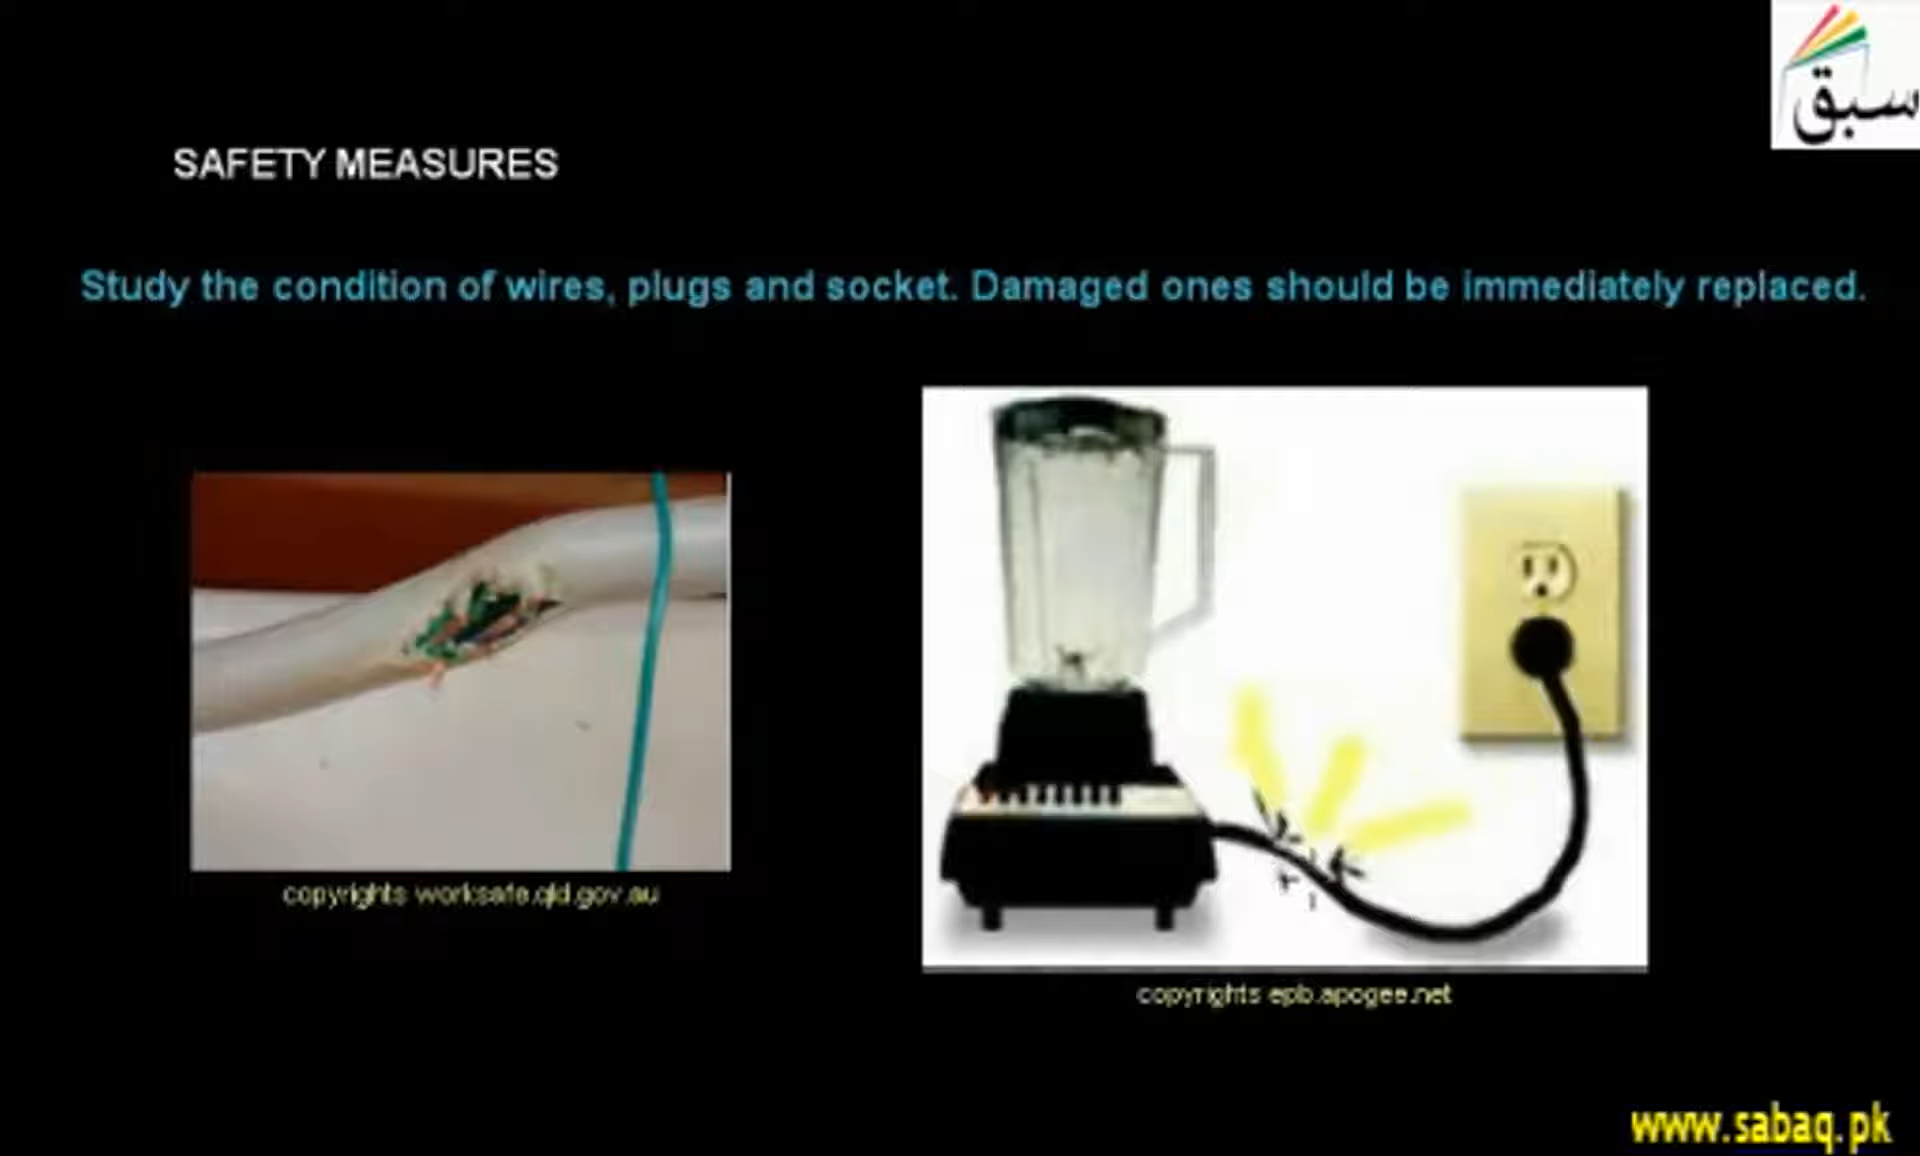 سبق
SAFETY MEASURES
Study the condition of wires, plugs and socket. Damaged ones should be immediately replaced.
copyrights worksafe.qld.gov.au
copyrights epb.apogee.net
www.sabaq.pk